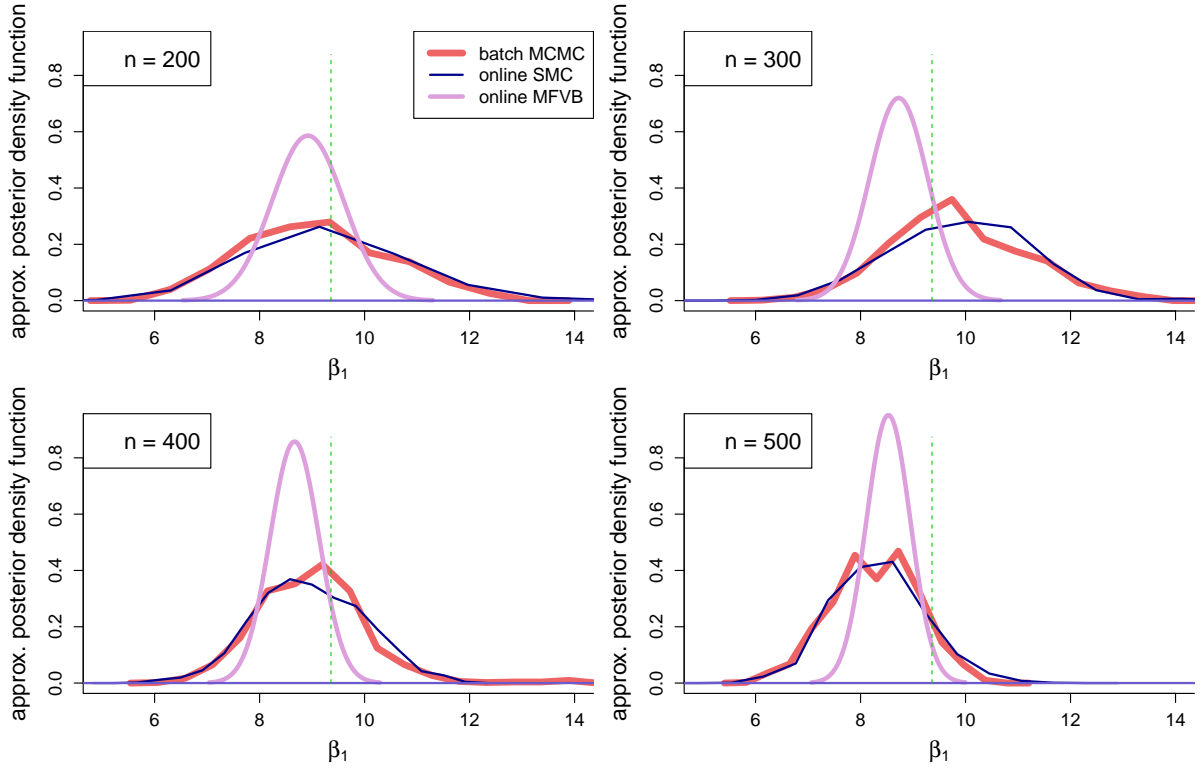 n = 200
batch MCMC
online SMC
online MFVB
approx. posterior density function
0.0 0.2 0.4 0.6 0.8
6 8 10 12 14
β1
n = 300
approx. posterior density function
0.0 0.2 0.4 0.6 0.8
6 8 10 12 14
β1
n = 400
approx. posterior density function
0.0 0.2 0.4 0.6 0.8
6 8 10 12 14
β1
n = 500
approx. posterior density function
0.0 0.2 0.4 0.6 0.8
6 8 10 12 14
β1